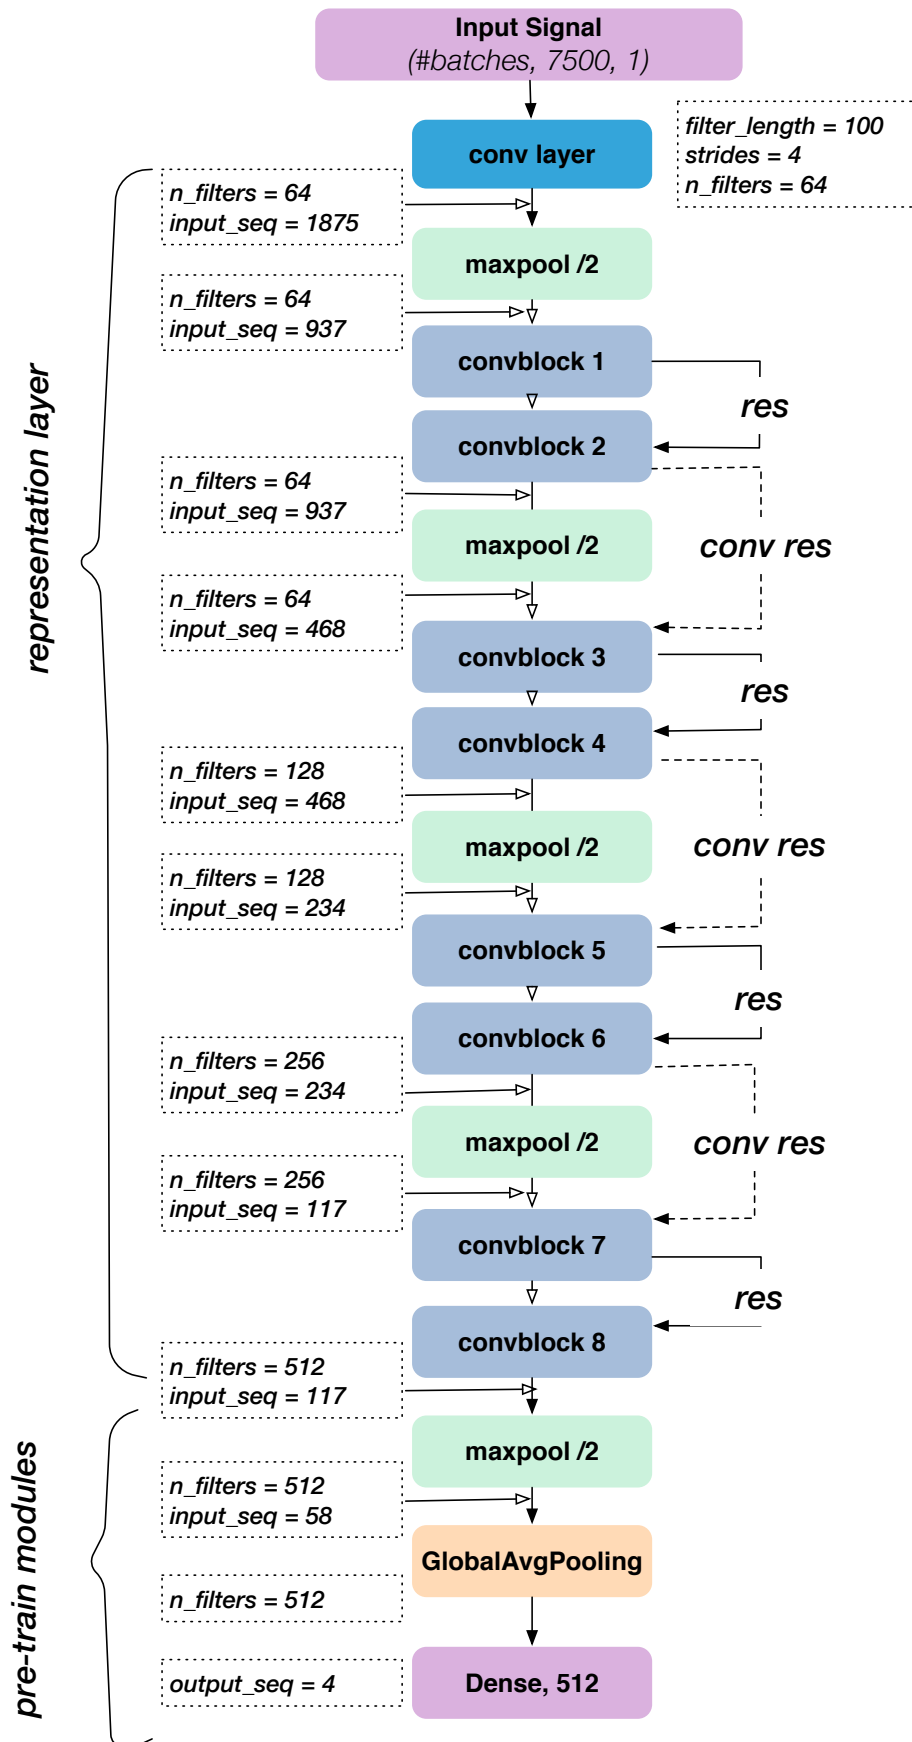 Input Signal
(#batches, 7500, 1)
filter_length = 100
strides = 4
n_filters = 64
conv layer
n_filters = 64
input_seq = 1875
maxpool /2
n_filters = 64
input_seq = 937
convblock 1
res
convblock 2
n_filters = 64
input_seq = 937
maxpool /2
conv res
n_filters = 64
input_seq = 468
convblock 3
res
convblock 4
n_filters = 128
input_seq = 468
maxpool /2
conv res
n_filters = 128
input_seq = 234
convblock 5
res
convblock 6
n_filters = 256
input_seq = 234
maxpool /2
conv res
n_filters = 256
input_seq = 117
convblock 7
res
convblock 8
n_filters = 512
input_seq = 117
representation layer
maxpool /2
n_filters = 512
input_seq = 58
GlobalAvgPooling
n_filters = 512
output_seq = 4
Dense, 512
pre-train modules